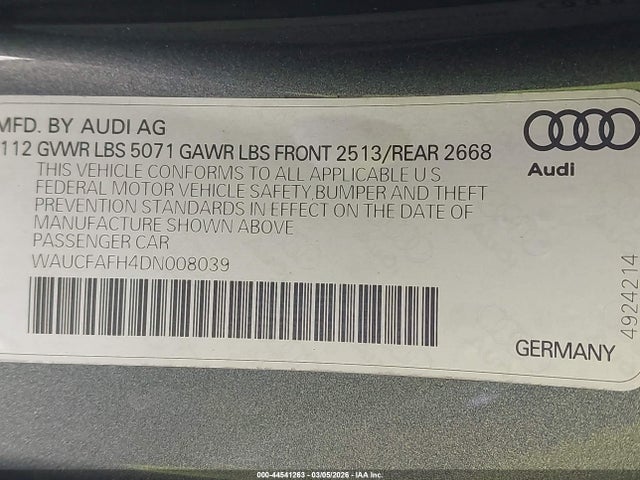 MFD. BY AUDI AG
112 GVWR LBS 5071 GAWR LBS FRONT 2513/REAR 2668
THIS VEHICLE CONFORMS TO ALL APPLICABLE U.S.
FEDERAL MOTOR VEHICLE SAFETY, BUMPER AND THEFT
PREVENTION STANDARDS IN EFFECT ON THE DATE OF
MANUFACTURE SHOWN ABOVE
PASSENGER CAR
WAUCFAFH4DN008039
Audi
4924214
GERMANY
000-44541263 - 03/05/2026 - IAA Inc.